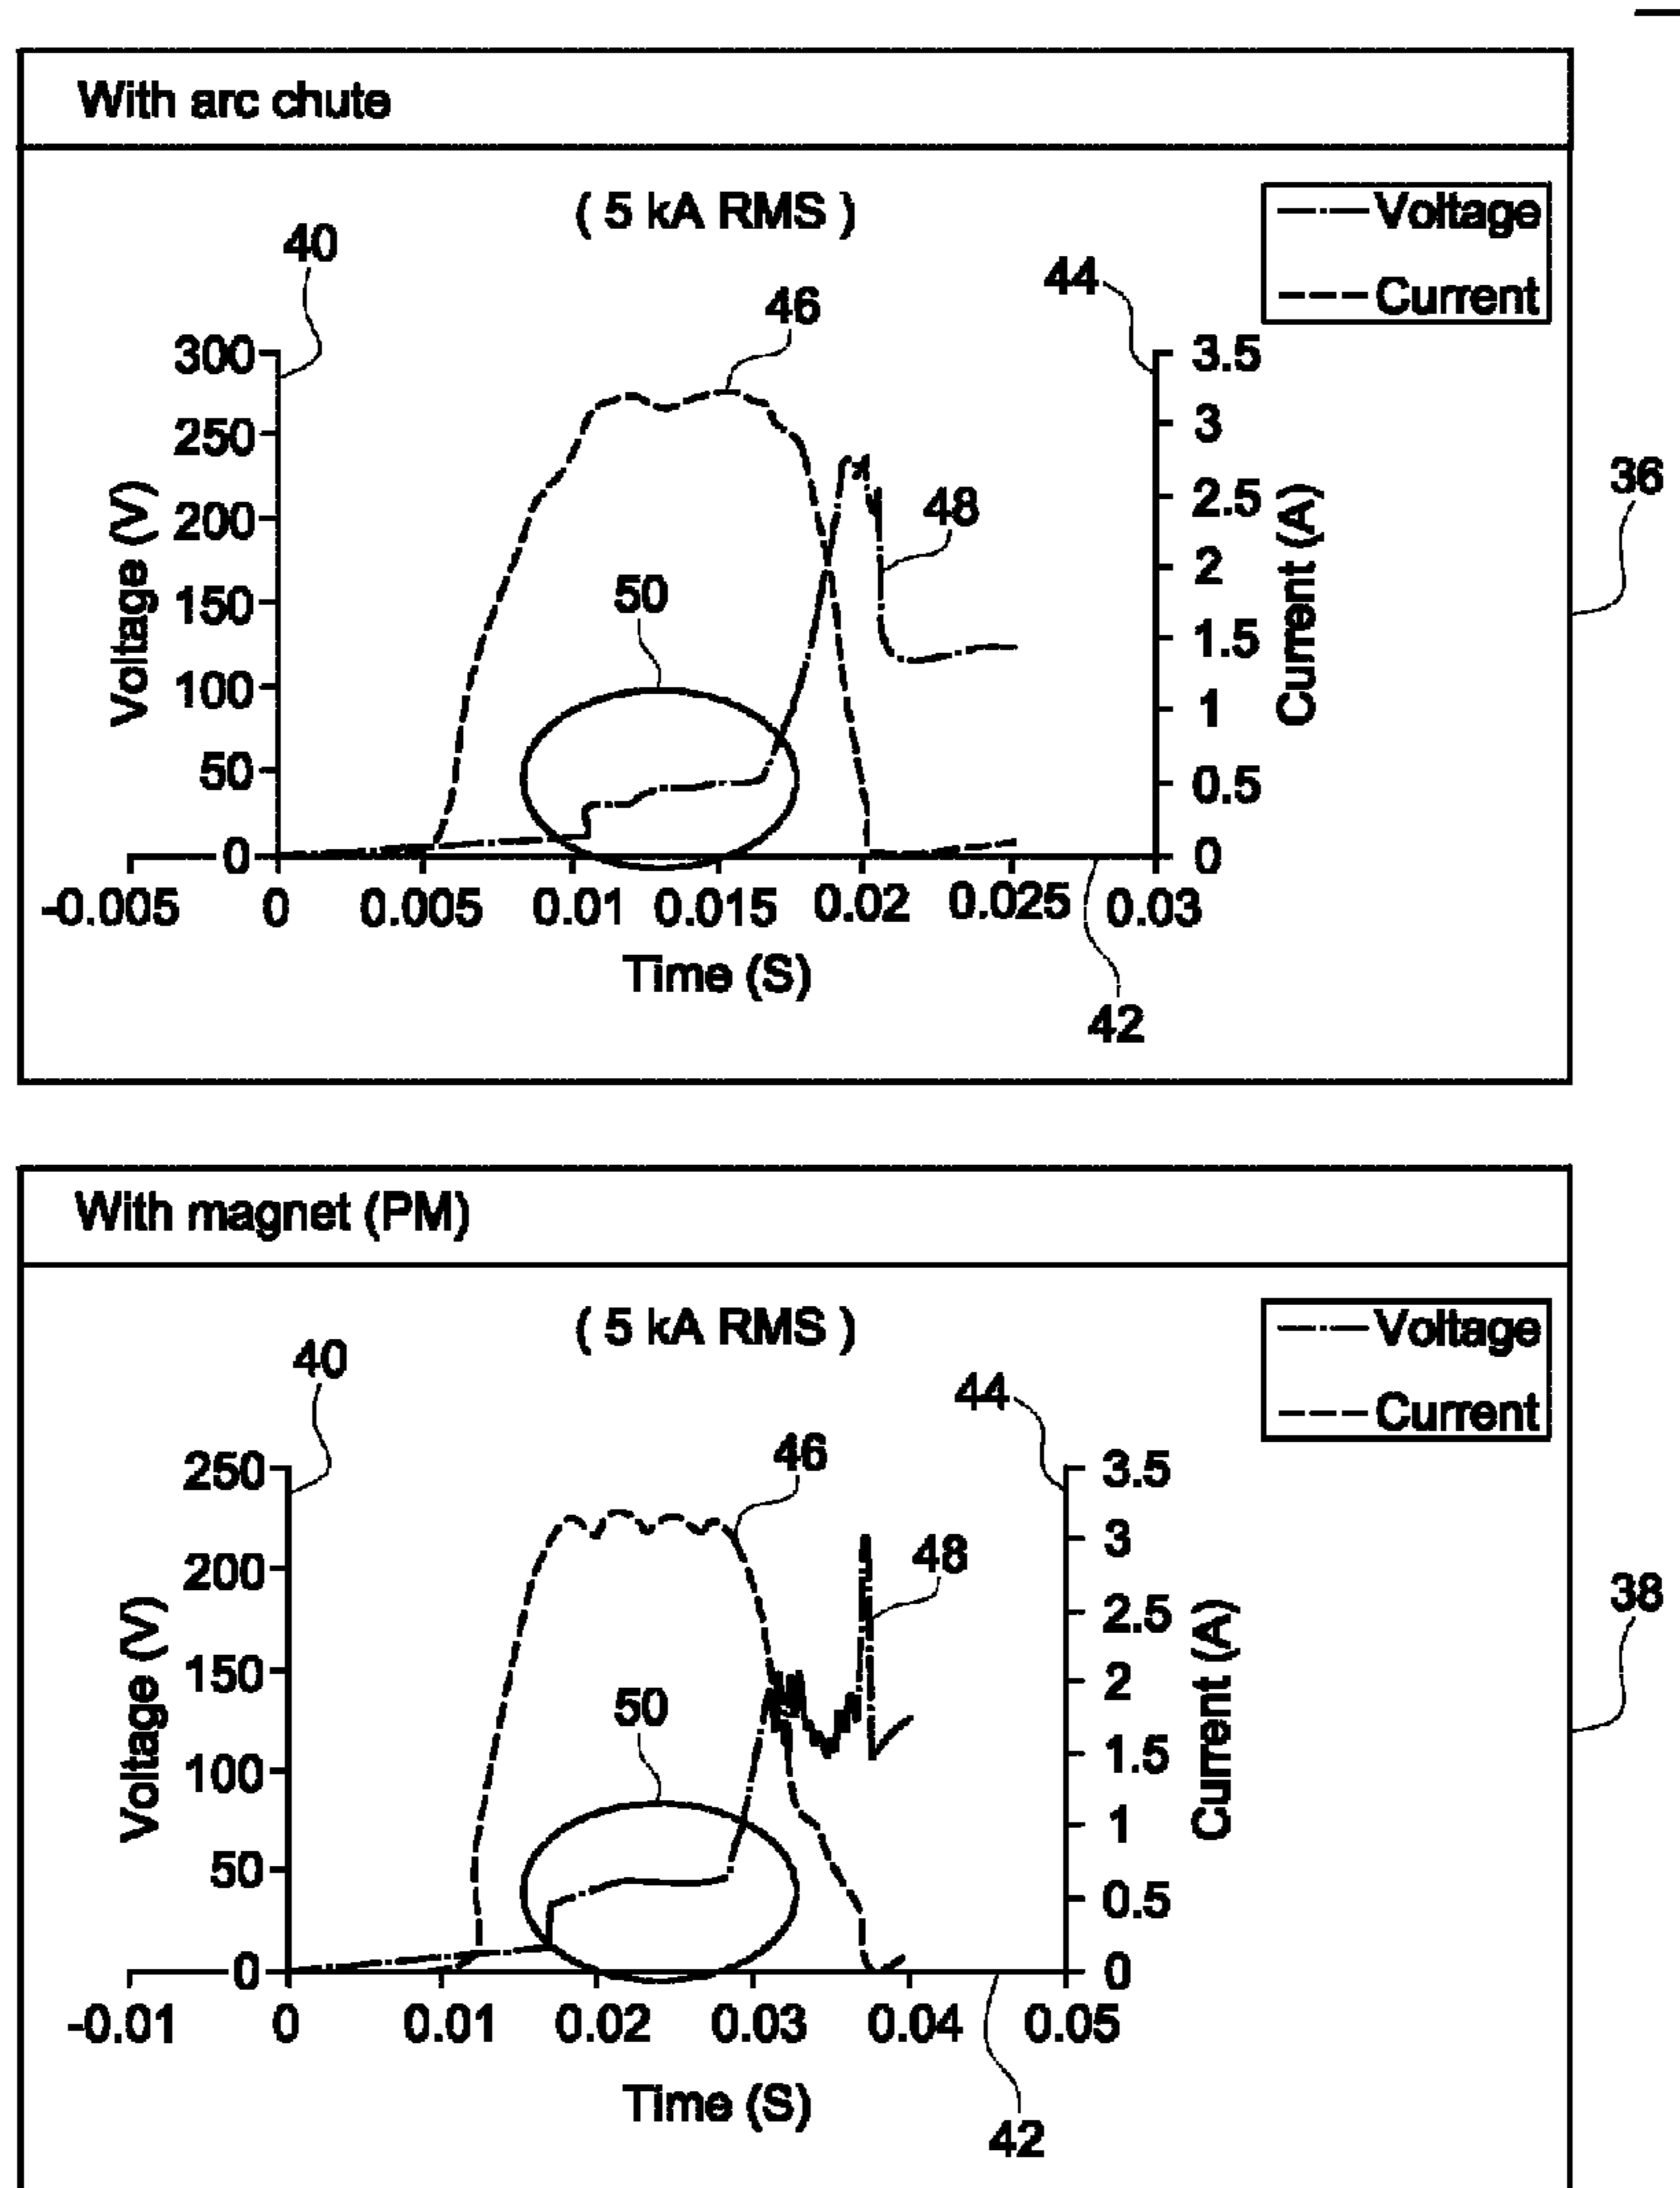 With arc chute
( 5 kA RMS )
Voltage
Current
40
46
44
36
48
50
Voltage (V)
300
250
200
150
100
50
0
Current (A)
3.5
3
2.5
2
1.5
1
0.5
0
-0.005 0 0.005 0.01 0.015 0.02 0.025 0.03
Time (S)
42
With magnet (PM)
( 5 kA RMS )
Voltage
Current
40
44
46
48
38
50
Voltage (V)
250
200
150
100
50
0
Current (A)
3.5
3
2.5
2
1.5
1
0.5
0
-0.01 0 0.01 0.02 0.03 0.04 0.05
Time (S)
42